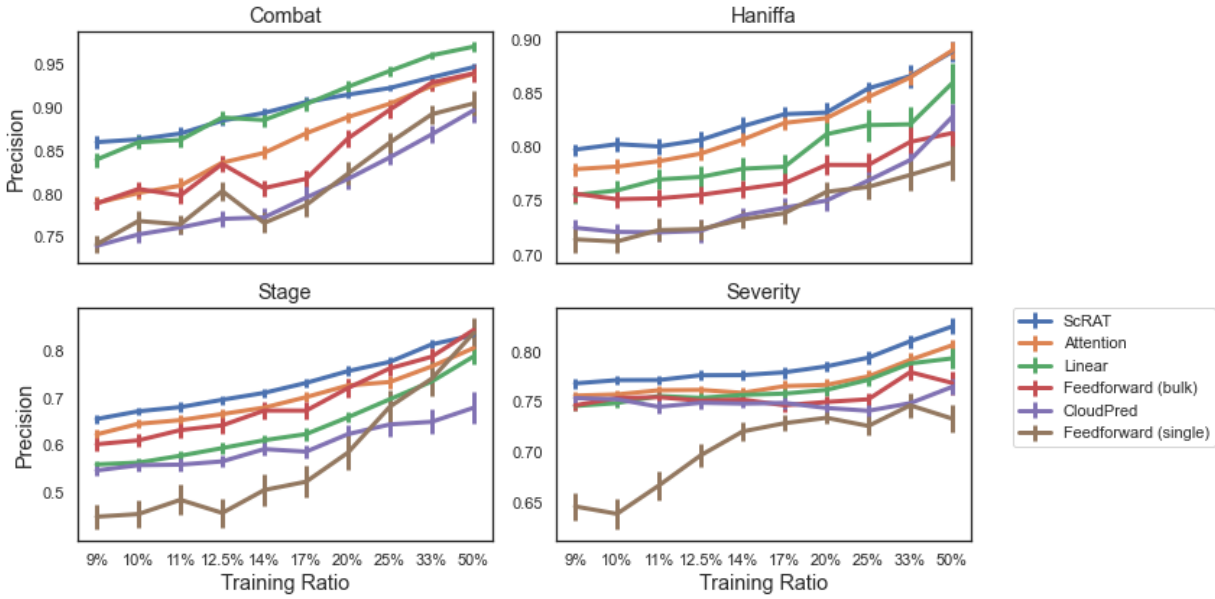 Combat
Haniffa
Precision
0.95
0.90
0.85
0.80
0.75
0.90
0.85
0.80
0.75
0.70
Stage
Severity
Precision
0.8
0.7
0.6
0.5
0.80
0.75
0.70
0.65
9% 10% 11% 12.5% 14% 17% 20% 25% 33% 50%
Training Ratio
9% 10% 11% 12.5% 14% 17% 20% 25% 33% 50%
Training Ratio
ScRAT
Attention
Linear
Feedforward (bulk)
CloudPred
Feedforward (single)